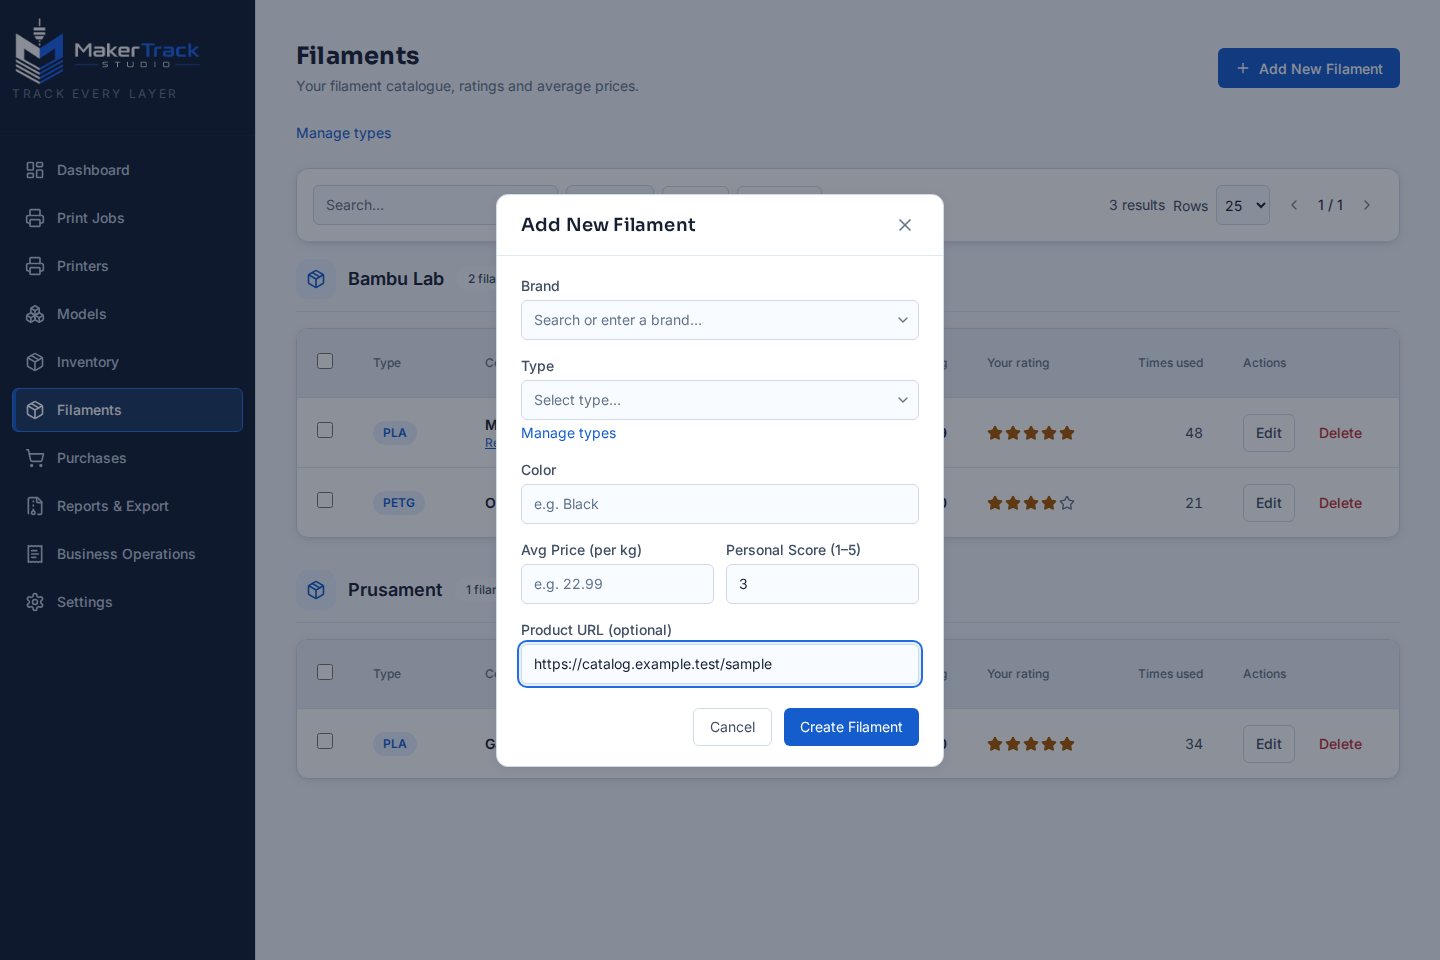 MakerTrack
STUDIO
TRACK EVERY LAYER
Dashboard
Print Jobs
Printers
Models
Inventory
Filaments
Purchases
Reports & Export
Business Operations
Settings
Filaments
Your filament catalogue, ratings and average prices.
Add New Filament
Manage types
Search...
3 results Rows 25 1 / 1
Bambu Lab 2 fila
Type Your rating Times used Actions
PLA M 48 Edit Delete
Re
PETG 21 Edit Delete
Prusament 1 filar
Type Your rating Times used Actions
PLA G 34 Edit Delete
Add New Filament
Brand
Search or enter a brand...
Type
Select type...
Manage types
Color
e.g. Black
Avg Price (per kg) Personal Score (1–5)
e.g. 22.99 3
Product URL (optional)
https://catalog.example.test/sample
Cancel Create Filament